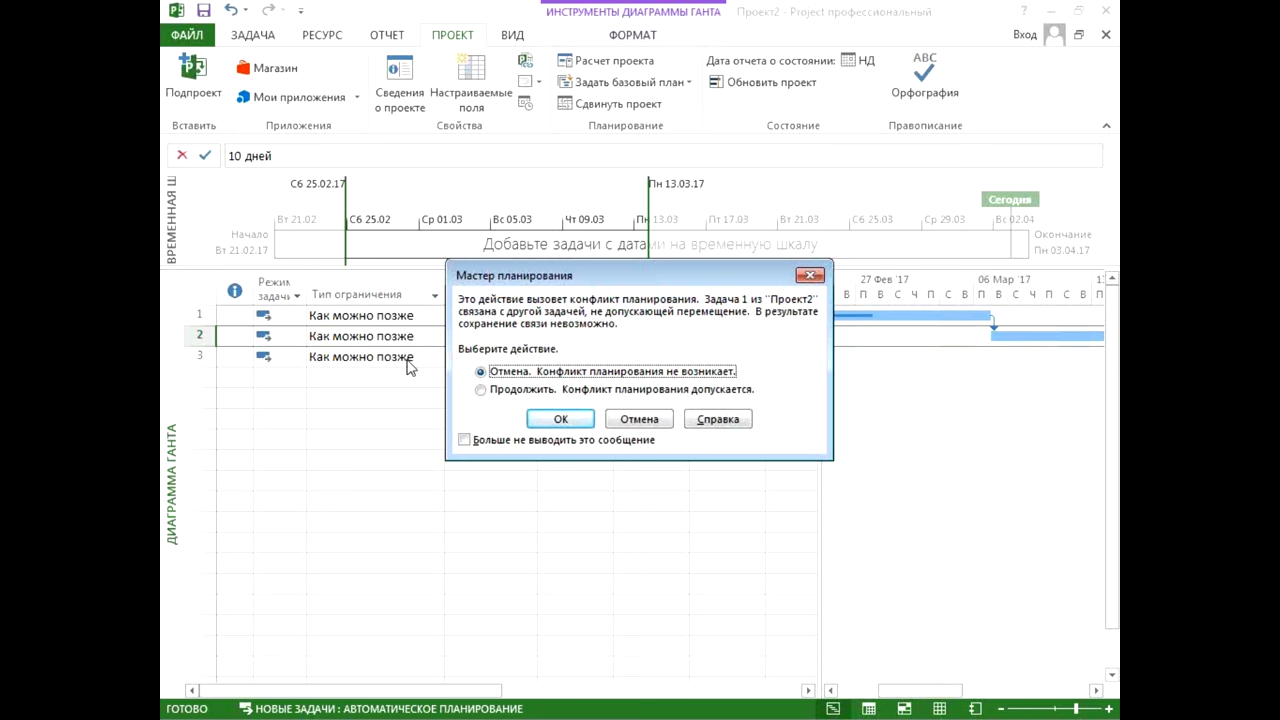 ИНСТРУМЕНТЫ ДИАГРАММЫ ГАНТА
Проект2 - Project профессиональный
ФАЙЛ ЗАДАЧА РЕСУРС ОТЧЕТ ПРОЕКТ ВИД ФОРМАТ Вход
Подпроект
Магазин
Мои приложения
Сведения о проекте
Настраиваемые поля
Расчет проекта
Задать базовый план
Сдвинуть проект
Дата отчета о состоянии: НД
Обновить проект
ABC
Орфография
Вставить Приложения Свойства Планирование Состояние Правописание
10 дней
ВРЕМЕННАЯ Ш
Сб 25.02.17 Пн 13.03.17
Сегодня
Вт 21.02 Сб 25.02 Ср 01.03 Вс 05.03 Чт 09.03 Пн 13.03 Пт 17.03 Вт 21.03 Сб 25.03 Ср 29.03 Вс 02.04
Начало
Вт 21.02.17
Добавьте задачи с датами на временную шкалу
Окончание
Пн 03.04.17
ДИАГРАММА ГАНТА
Режим
задачи
Тип ограничения
27 Фев '17 06 Мар '17 13
В П В С Ч П С В П В С Ч П С В П
1 Как можно позже
2 Как можно позже
3 Как можно позже
Мастер планирования
Это действие вызовет конфликт планирования. Задача 1 из "Проект2"
связана с другой задачей, не допускающей перемещение. В результате
сохранение связи невозможно.
Выберите действие.
Отмена. Конфликт планирования не возникает.
Продолжить. Конфликт планирования допускается.
ОК Отмена Справка
Больше не выводить это сообщение
ГОТОВО НОВЫЕ ЗАДАЧИ : АВТОМАТИЧЕСКОЕ ПЛАНИРОВАНИЕ